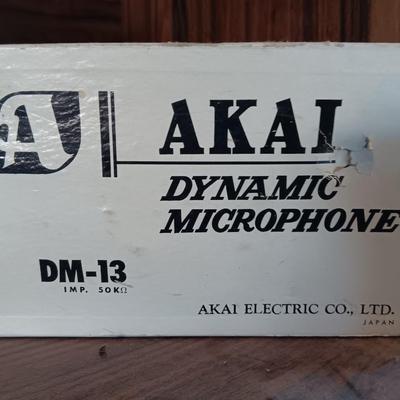 A
AKAI
DYNAMIC
MICROPHONE
DM-13
IMP. 50KΩ
AKAI ELECTRIC CO., LTD.
JAPAN